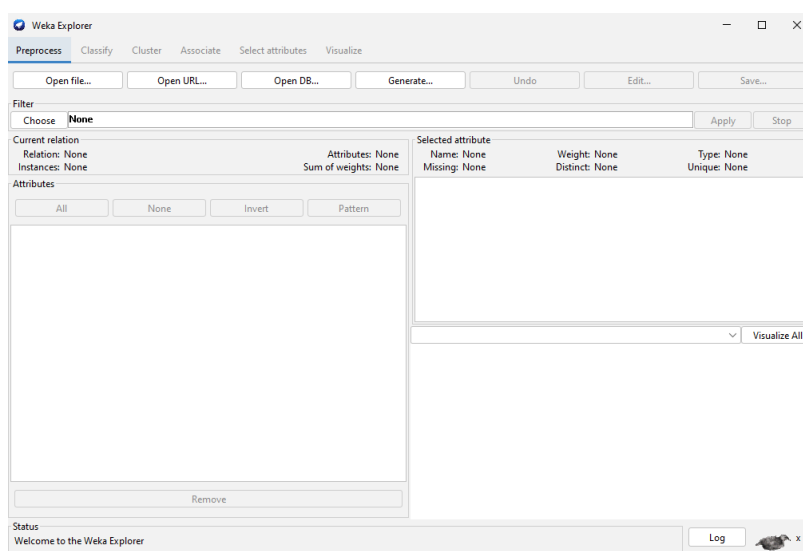 Weka Explorer
Preprocess Classify Cluster Associate Select attributes Visualize
Open file... Open URL... Open DB... Generate... Undo Edit... Save...
Filter
Choose None Apply Stop
Current relation
Relation: None Attributes: None
Instances: None Sum of weights: None
Selected attribute
Name: None Weight: None Type: None
Missing: None Distinct: None Unique: None
Attributes
All None Invert Pattern
Visualize All
Remove
Status
Welcome to the Weka Explorer
Log x